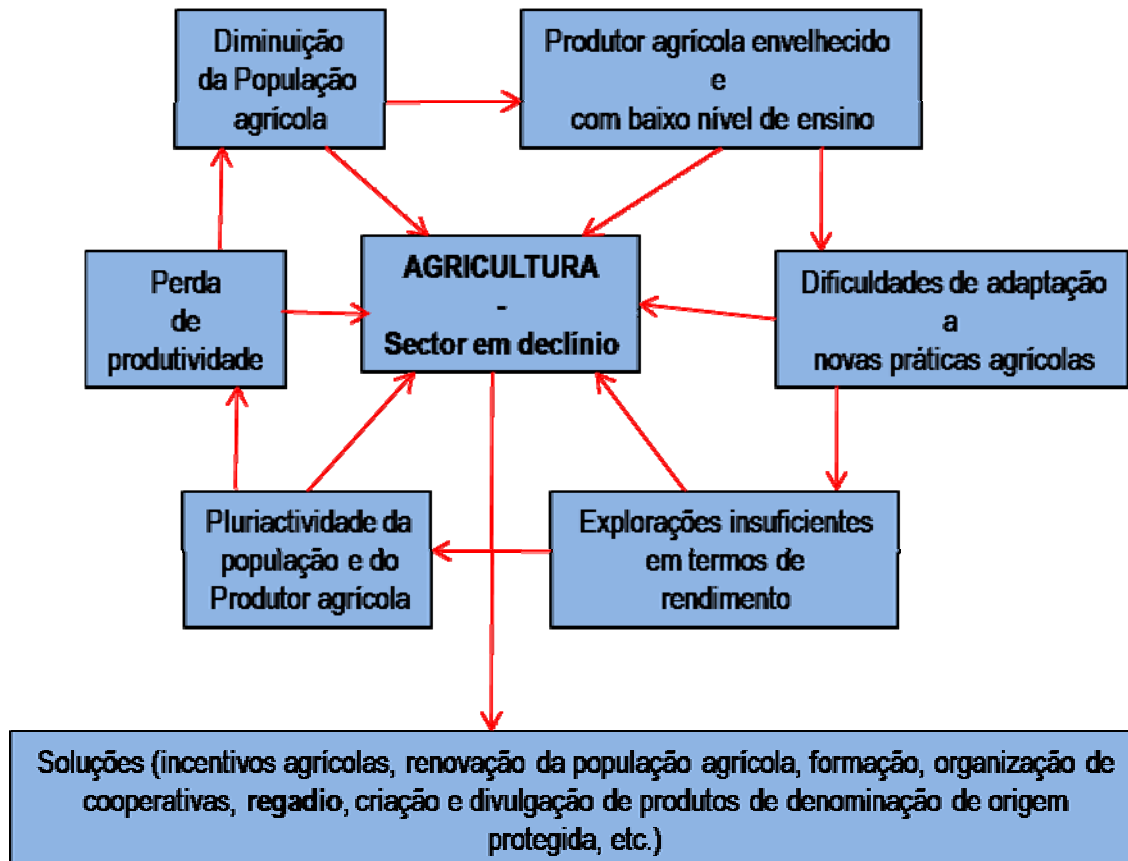 Diminuição
da População
agrícola
Produtor agrícola envelhecido
e
com baixo nível de ensino
Perda
de
produtividade
AGRICULTURA
-
Sector em declínio
Dificuldades de adaptação
a
novas práticas agrícolas
Pluriactividade da
população e do
Produtor agrícola
Explorações insuficientes
em termos de
rendimento
Soluções (incentivos agrícolas, renovação da população agrícola, formação, organização de
cooperativas, regadio, criação e divulgação de produtos de denominação de origem
protegida, etc.)